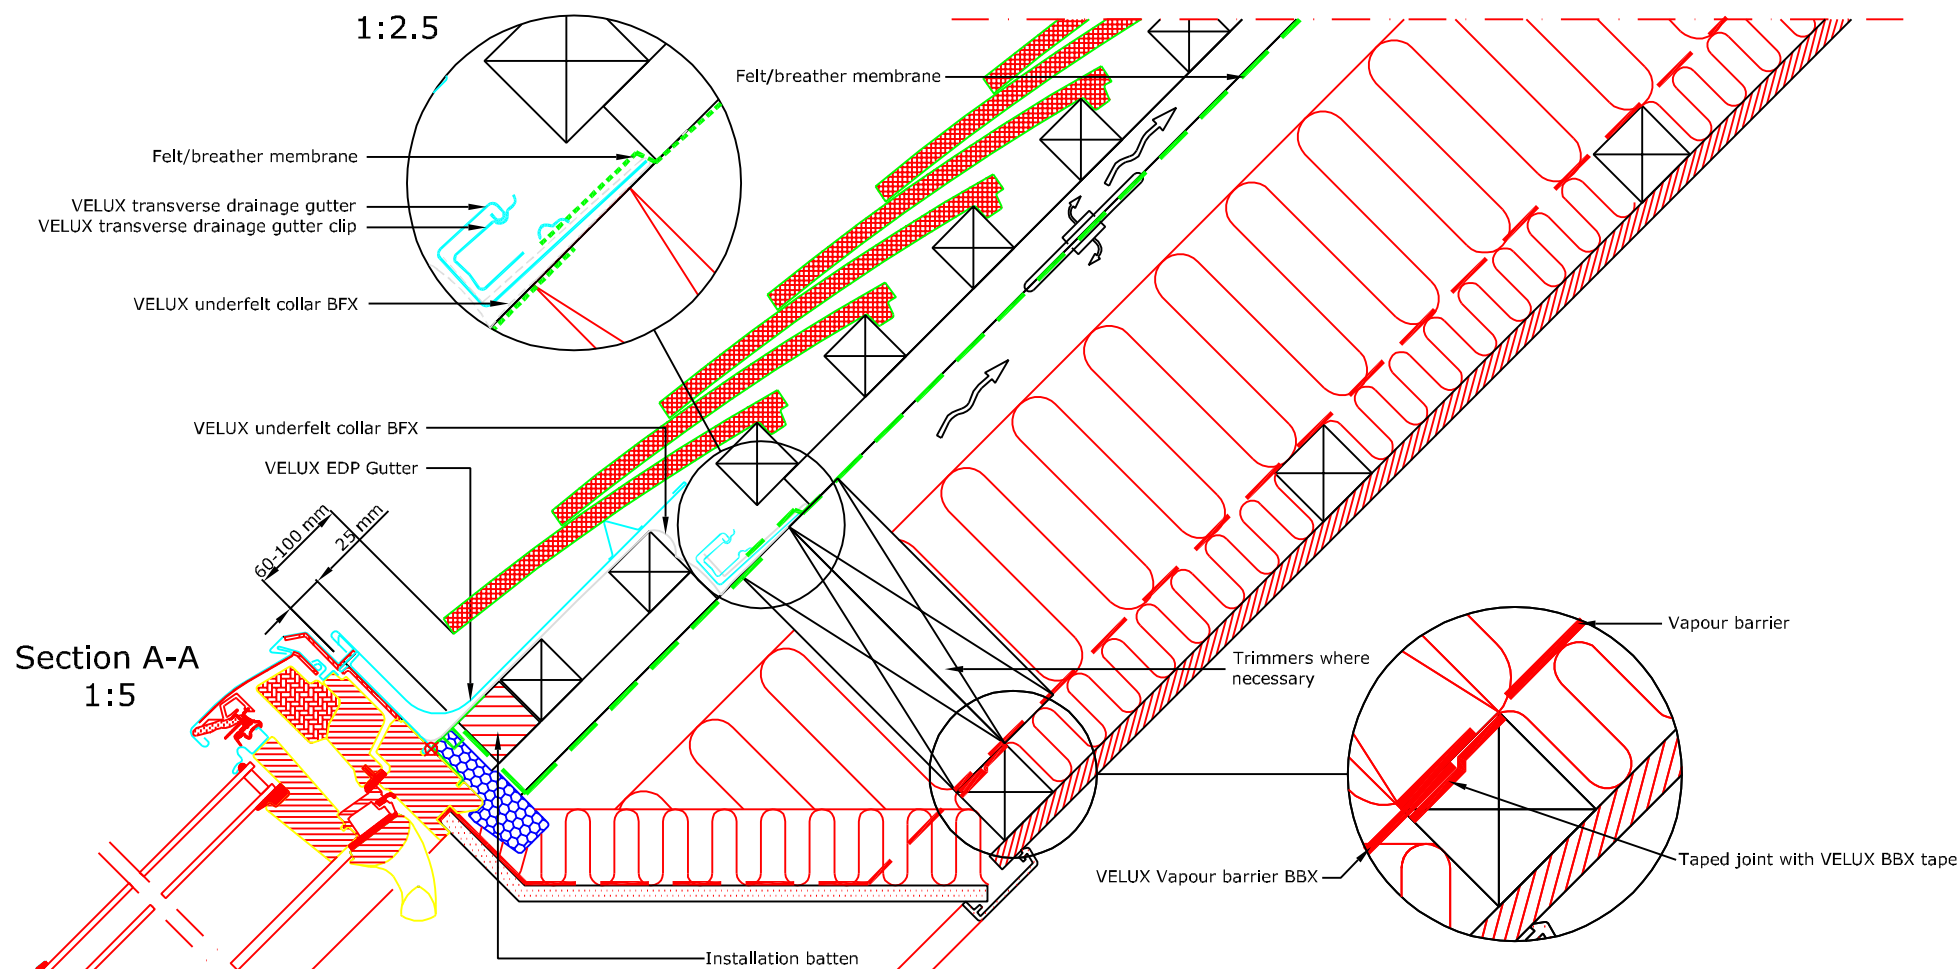 1:2.5
Felt/breather membrane
Felt/breather membrane
VELUX transverse drainage gutter
VELUX transverse drainage gutter clip
VELUX underfelt collar BFX
VELUX underfelt collar BFX
VELUX EDP Gutter
60-100 mm
25 mm
Section A-A
1:5
Trimmers where
necessary
Vapour barrier
Taped joint with VELUX BBX tape
VELUX Vapour barrier BBX
Installation batten